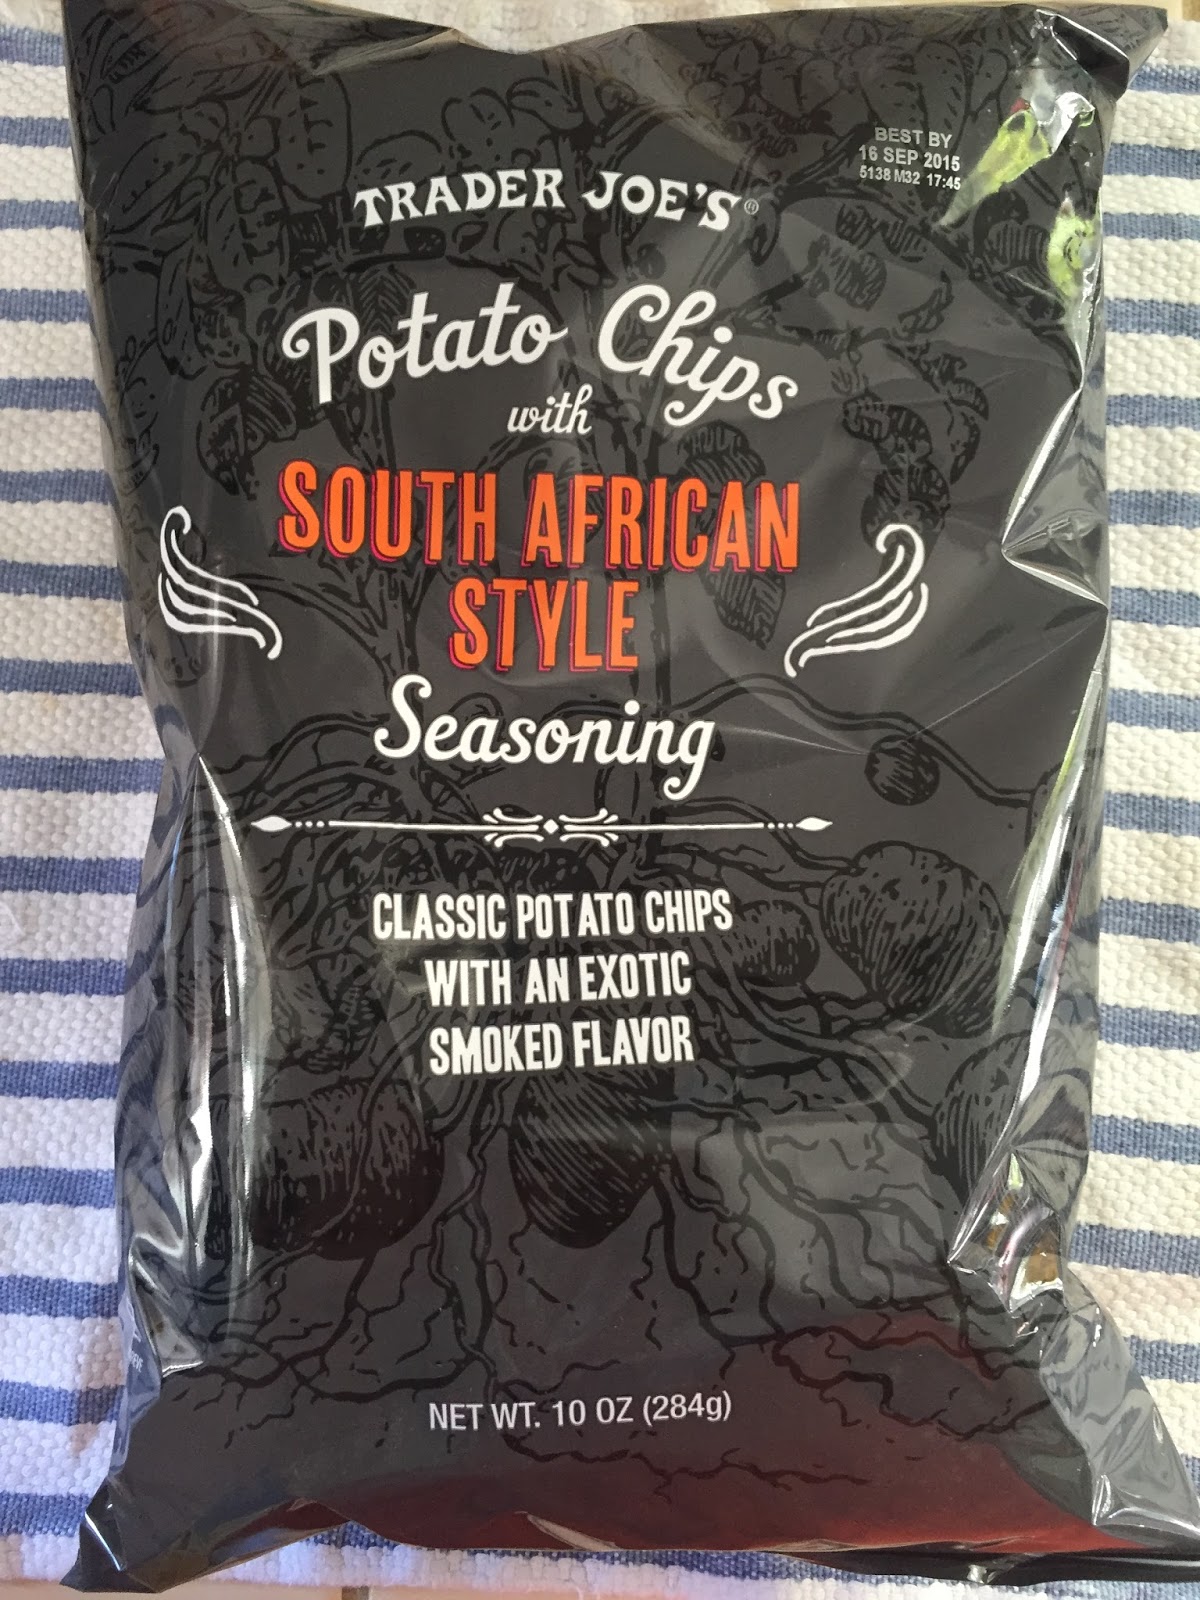 BEST BY
16 SEP 2015
5138 M32 17:45
TRADER JOE'S®
Potato Chips
with
SOUTH AFRICAN
STYLE
Seasoning
CLASSIC POTATO CHIPS
WITH AN EXOTIC
SMOKED FLAVOR
NET WT. 10 OZ (284g)